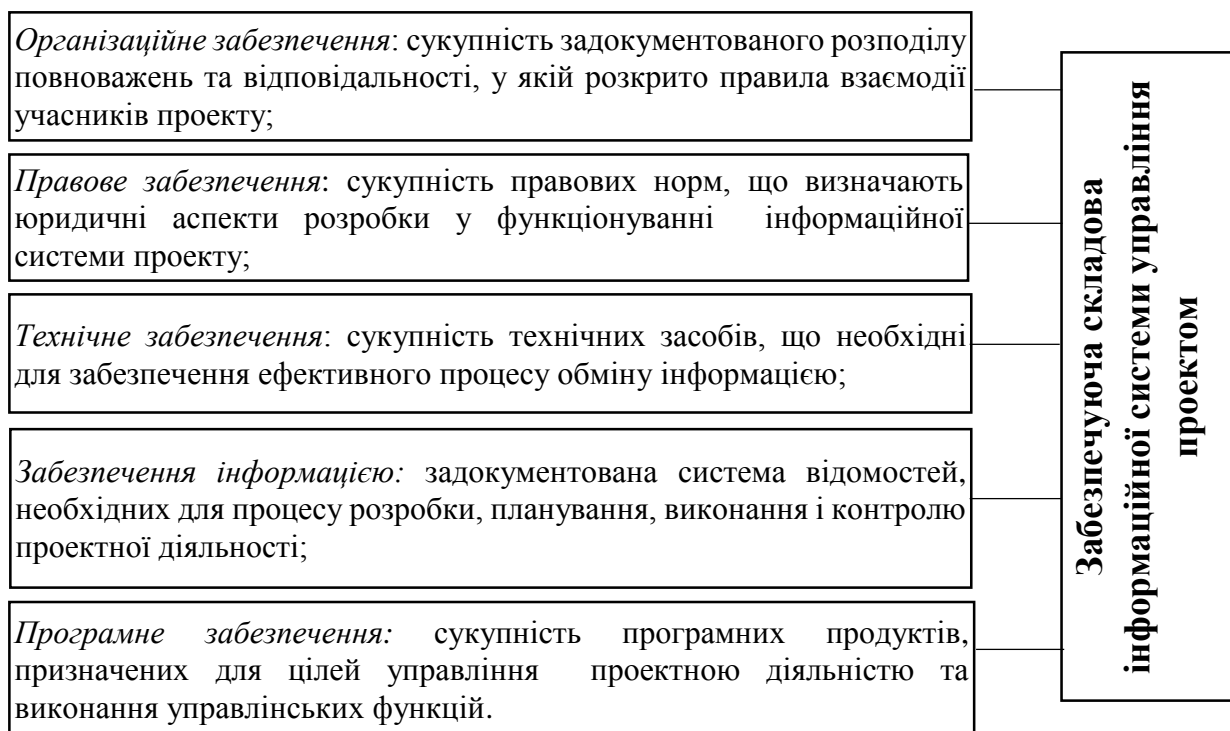 Організаційне забезпечення: сукупність задокументованого розподілу
повноважень та відповідальності, у якій розкрито правила взаємодії
учасників проекту;
Правове забезпечення: сукупність правових норм, що визначають
юридичні аспекти розробки у функціонуванні інформаційної
системи проекту;
Технічне забезпечення: сукупність технічних засобів, що необхідні
для забезпечення ефективного процесу обміну інформацією;
Забезпечення інформацією: задокументована система відомостей,
необхідних для процесу розробки, планування, виконання і контролю
проектної діяльності;
Програмне забезпечення: сукупність програмних продуктів,
призначених для цілей управління проектною діяльністю та
виконання управлінських функцій.
Забезпечуюча складова
інформаційної системи управління
проектом